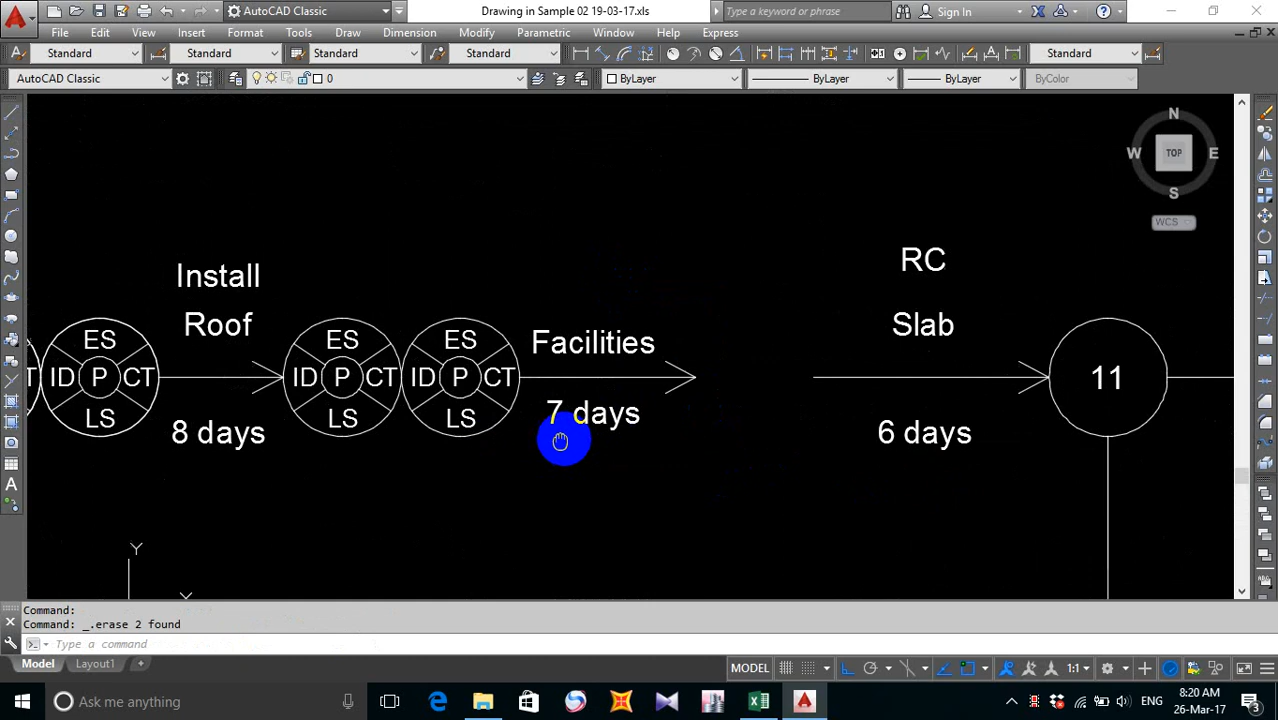 AutoCAD Classic
Drawing in Sample 02 19-03-17.xls
Type a keyword or phrase
Sign In
File Edit View Insert Format Tools Draw Dimension Modify Parametric Window Help Express
Standard Standard Standard Standard Standard
AutoCAD Classic 0 ByLayer ByLayer ByLayer ByColor
N
W TOP E
S
WCS
Install
Roof
RC
Slab
Facilities
ES ES ES
T ID P CT ID P CT ID P CT 11
LS LS LS
8 days
7 days
6 days
Y
X
Command:
Command: _.erase 2 found
Type a command
Model Layout1 +
MODEL 1:1
Ask me anything
ENG
8:20 AM
26-Mar-17
3